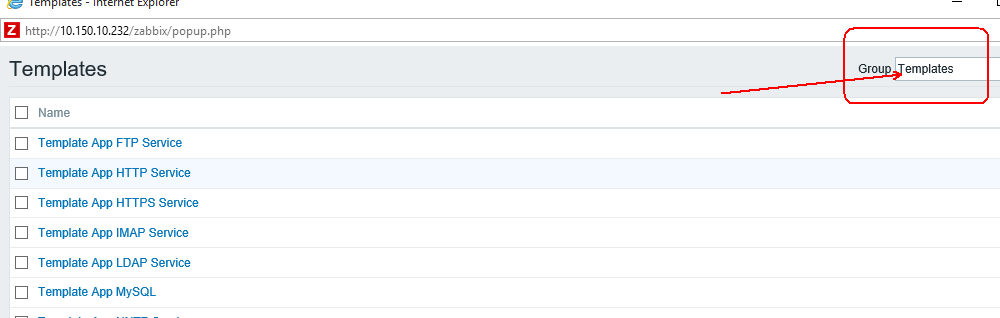 Templates - Internet Explorer
Z http://10.150.10.232/zabbix/popup.php
Templates
Group Templates
Name
Template App FTP Service
Template App HTTP Service
Template App HTTPS Service
Template App IMAP Service
Template App LDAP Service
Template App MySQL